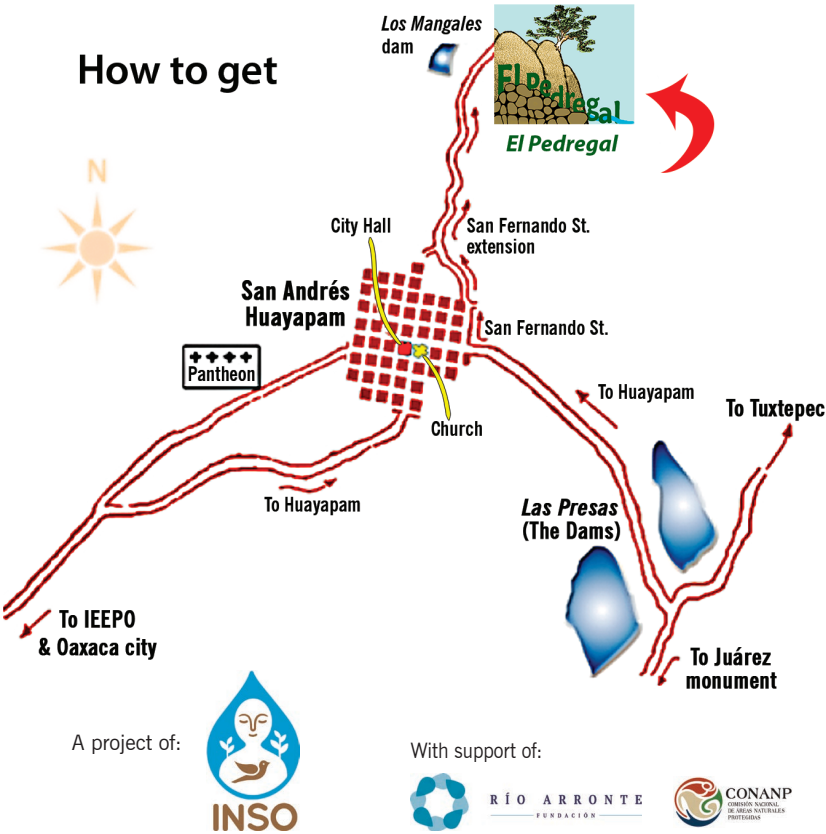 How to get
Los Mangales
dam
El Pedregal
El Pedregal
N
City Hall
San Fernando St.
extension
San Andrés
Huayapam
San Fernando St.
Pantheon
To Huayapam
To Tuxtepec
Church
To Huayapam
Las Presas
(The Dams)
To IEEPO
& Oaxaca city
To Juárez
monument
A project of:
INSO
With support of:
RÍO ARRONTE
FUNDACIÓN
CONANP
COMISIÓN NACIONAL
DE ÁREAS NATURALES
PROTEGIDAS